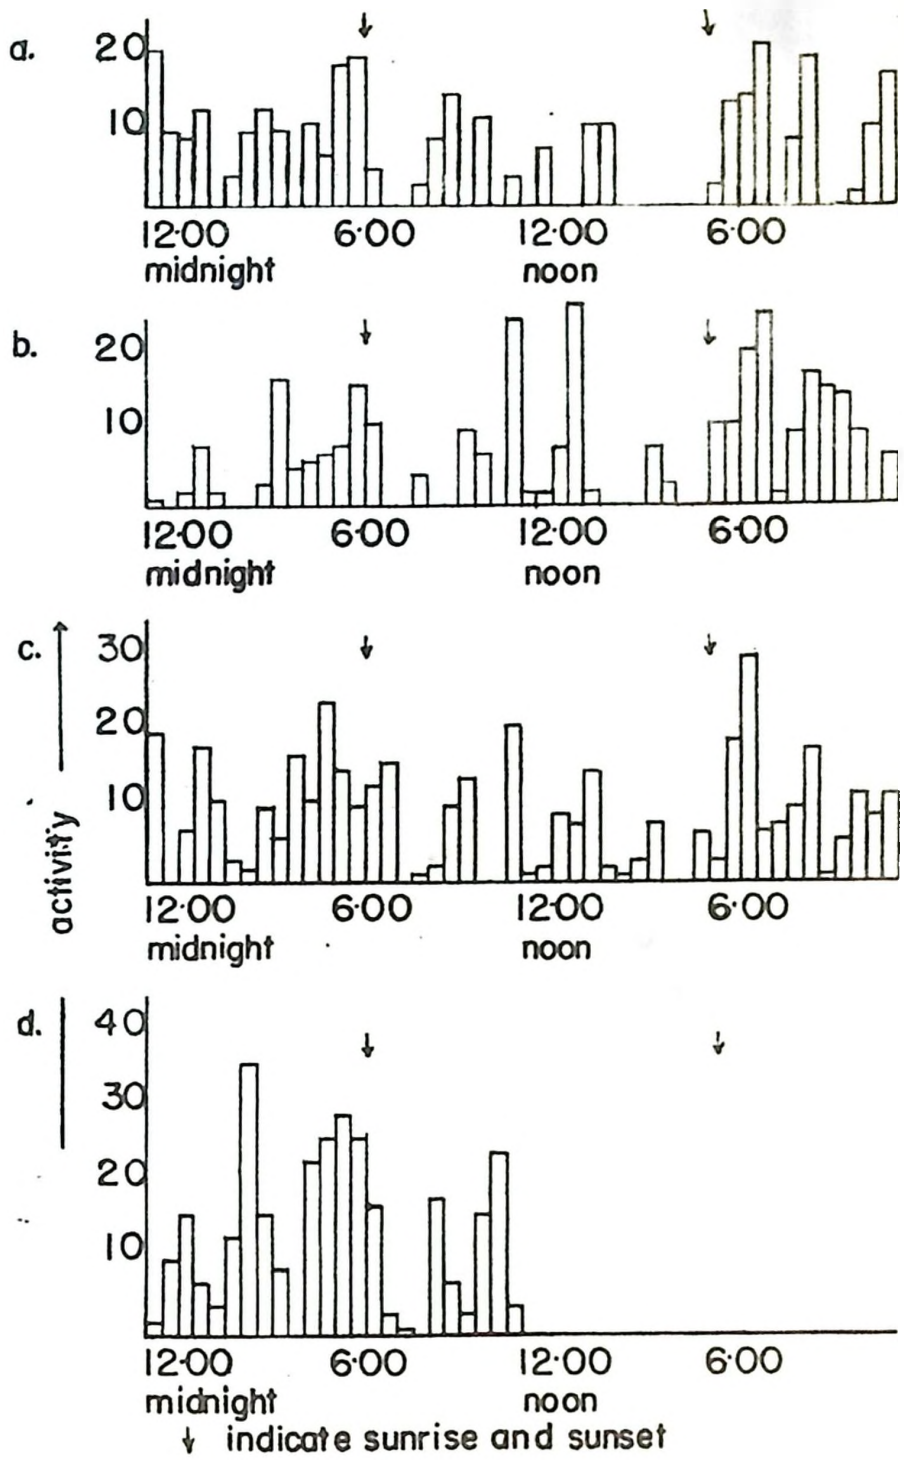 a.
20
10
12·00 6·00 12·00 6·00
midnight noon
b.
20
10
12·00 6·00 12·00 6·00
midnight noon
c.
30
20
10
activity
12·00 6·00 12·00 6·00
midnight noon
d.
40
30
20
10
12·00 6·00 12·00 6·00
midnight noon
↓ indicate sunrise and sunset